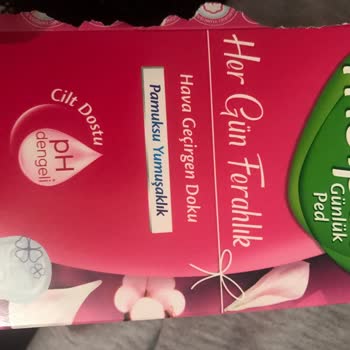 Günlük
Ped
Her Gün Ferahlık
Hava Geçirgen Doku
Pamuksu Yumuşaklık
Cilt Dostu
pH
dengeli